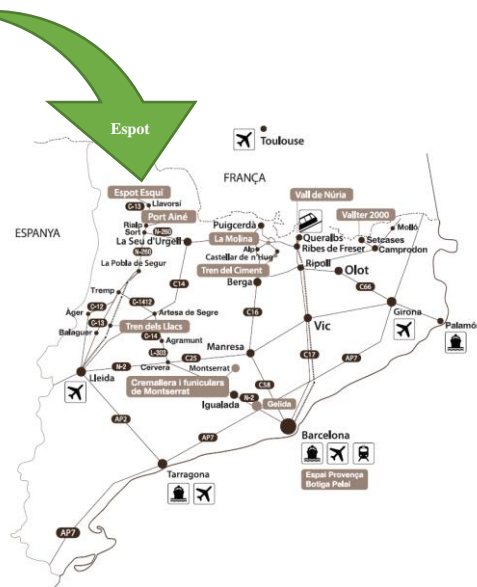 Espot
Toulouse
FRANÇA
Espot Esquí
C-13
Llavorsí
Port Ainé
Rialp
Sort
N-260
ESPANYA
La Seu d'Urgell
Puigcerdà
La Molina
Alp
Castellar de n'Hug
Vall de Núria
Queralbs
Ribes de Freser
Vallter 2000
Molló
Setcases
Camprodon
N-260
La Pobla de Segur
Tren del Ciment
Ripoll
Olot
Berga
C14
C66
Tremp
C-1412
Àger
C-12
C-13
Artesa de Segre
Balaguer
Tren dels Llacs
C16
Girona
Palamós
Vic
C-14
Agramunt
L-303
Cervera
Manresa
C25
C17
AP7
N-2
Lleida
Montserrat
Cremallera i funiculars
de Montserrat
C58
Igualada
N-2
Gelida
AP2
AP7
Barcelona
Espai Provença
Botiga Pelai
Tarragona
AP7